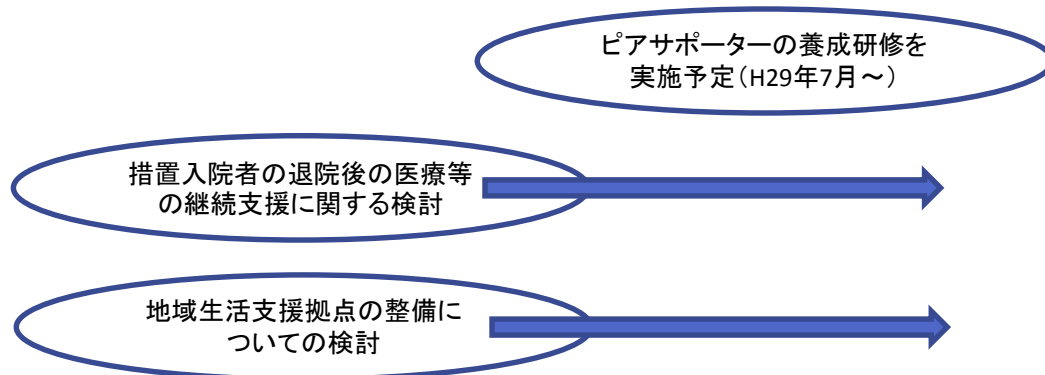 ピアサポーターの養成研修を
実施予定（H29年7月～）
措置入院者の退院後の医療等
の継続支援に関する検討
地域生活支援拠点の整備に
ついての検討